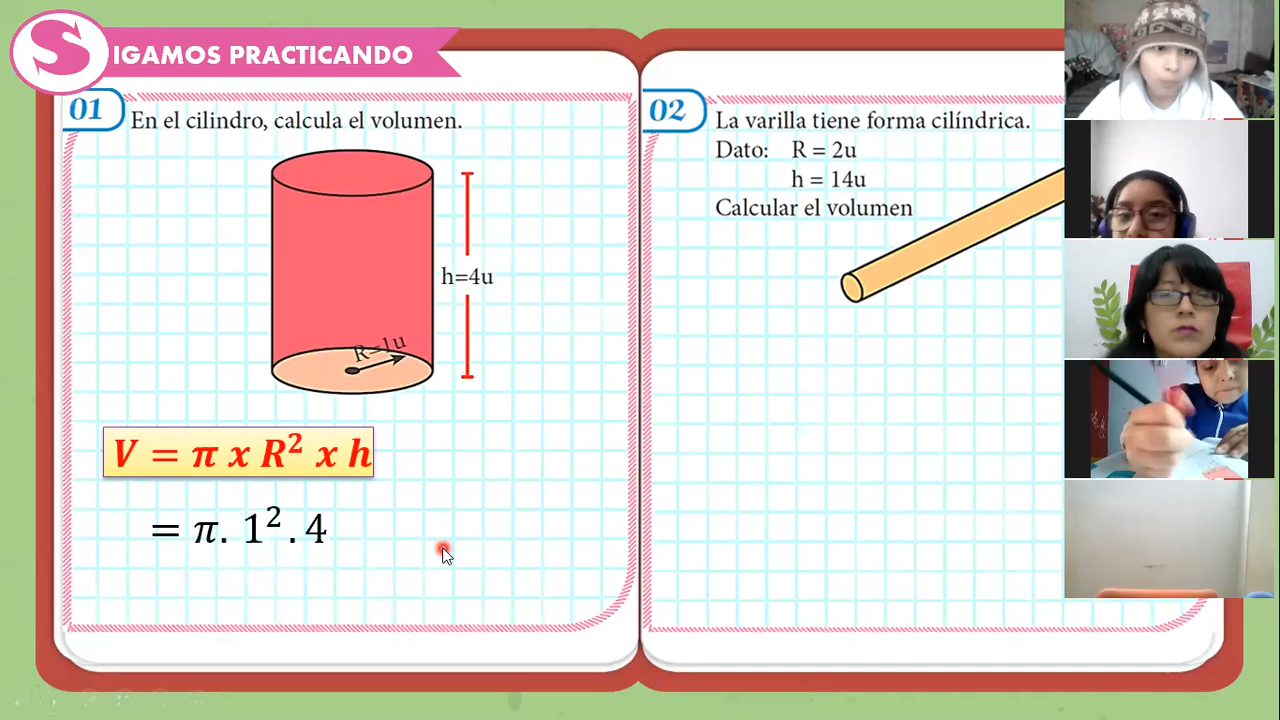 SIGAMOS PRACTICANDO
01
En el cilindro, calcula el volumen.
h=4u
R=1u
V = π x R² x h
= π. 1². 4
02
La varilla tiene forma cilíndrica.
Dato: R = 2u
h = 14u
Calcular el volumen